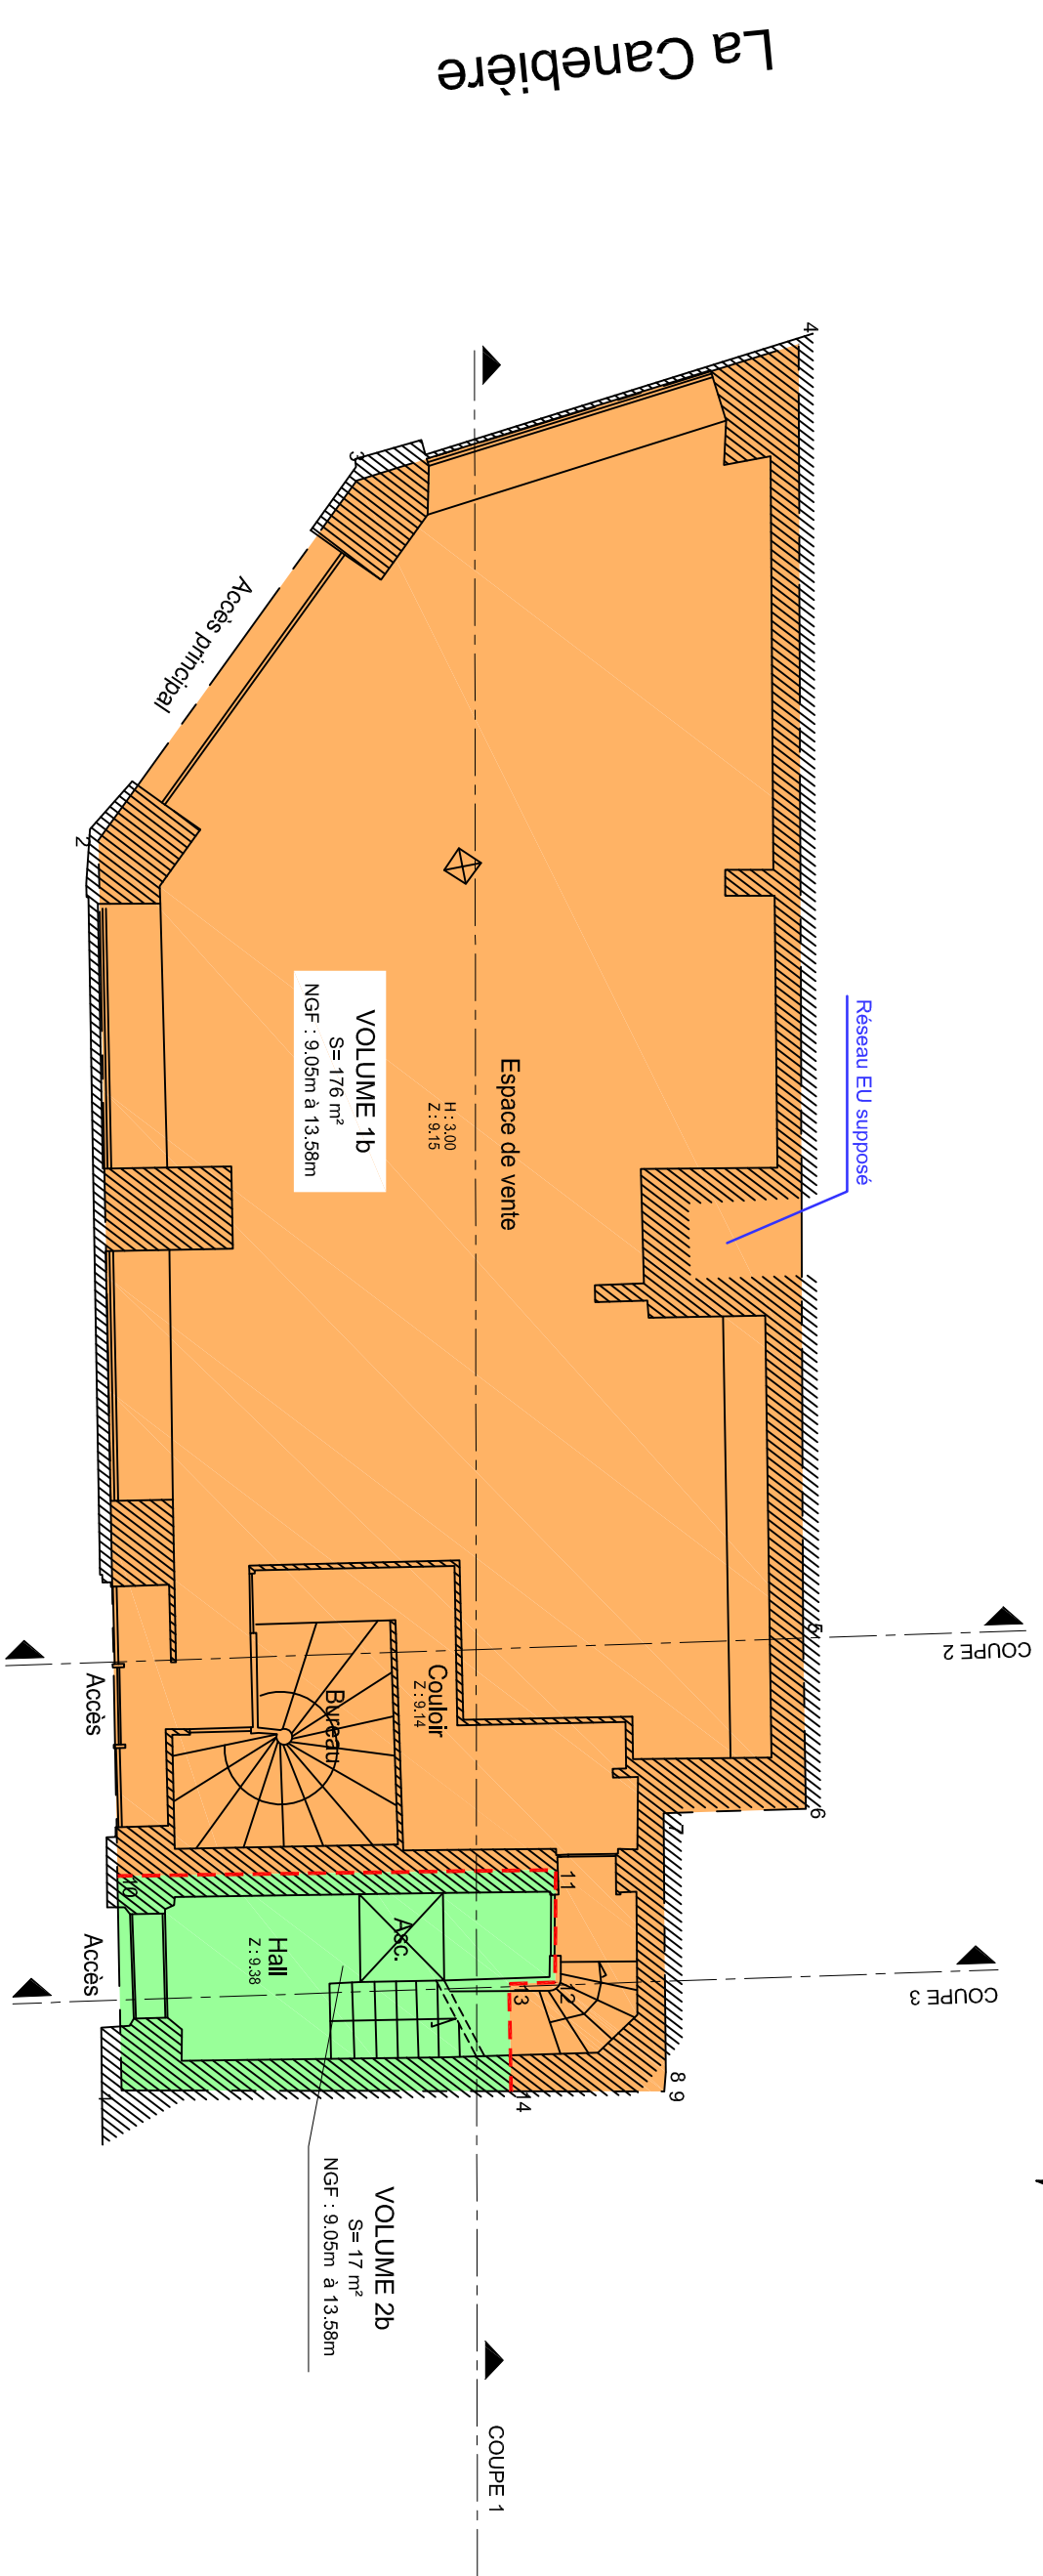 La Canebière
4
3
Accès principal
2
Réseau EU supposé
VOLUME 1b
S= 176 m²
NGF : 9.05m à 13.58m
Espace de vente
H : 3.00
Z : 9.15
5
COUPE 2
Accès
Bureau
Couloir
Z : 9.14
6
7
10
11
Accès
Hall
Z : 9.38
Asc.
12
13
COUPE 3
8
9
14
1
VOLUME 2b
S= 17 m²
NGF : 9.05m à 13.58m
COUPE 1